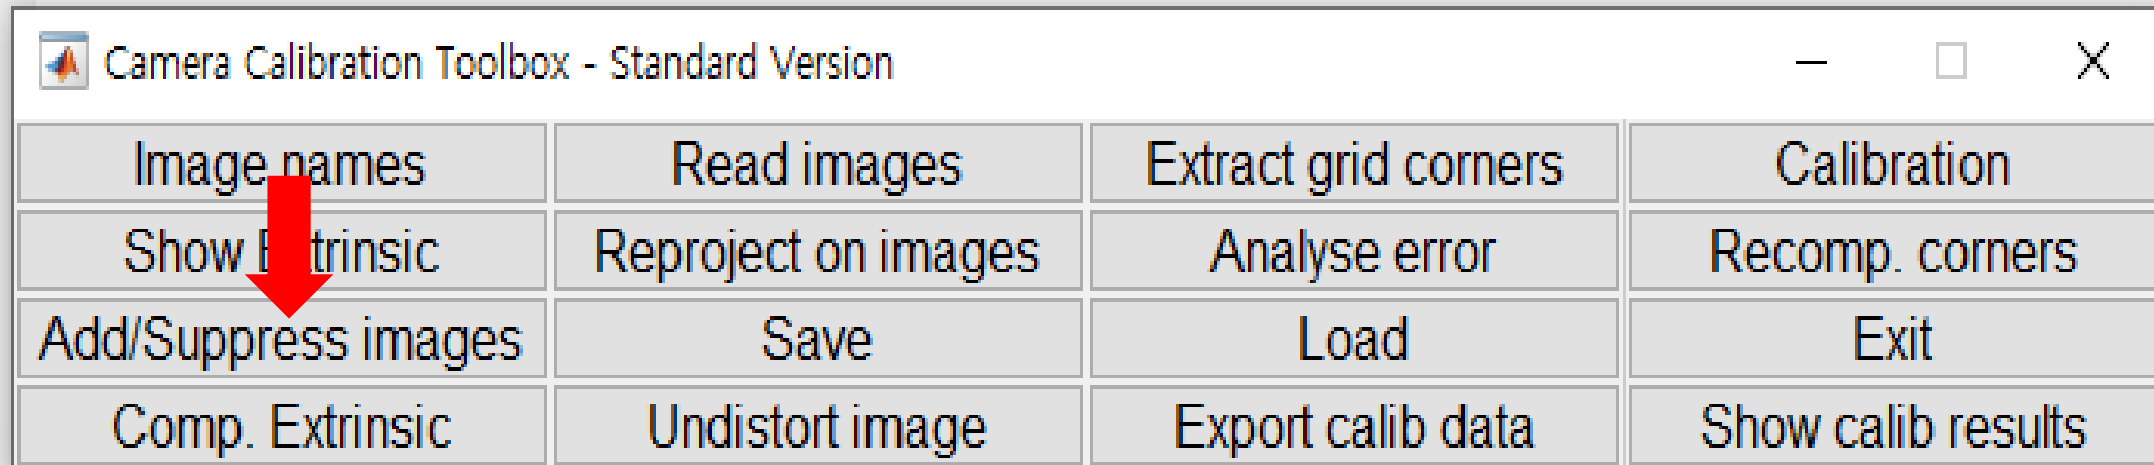 Camera Calibration Toolbox - Standard Version
Image names Read images Extract grid corners Calibration
Show Extrinsic Reproject on images Analyse error Recomp. corners
Add/Suppress images Save Load Exit
Comp. Extrinsic Undistort image Export calib data Show calib results